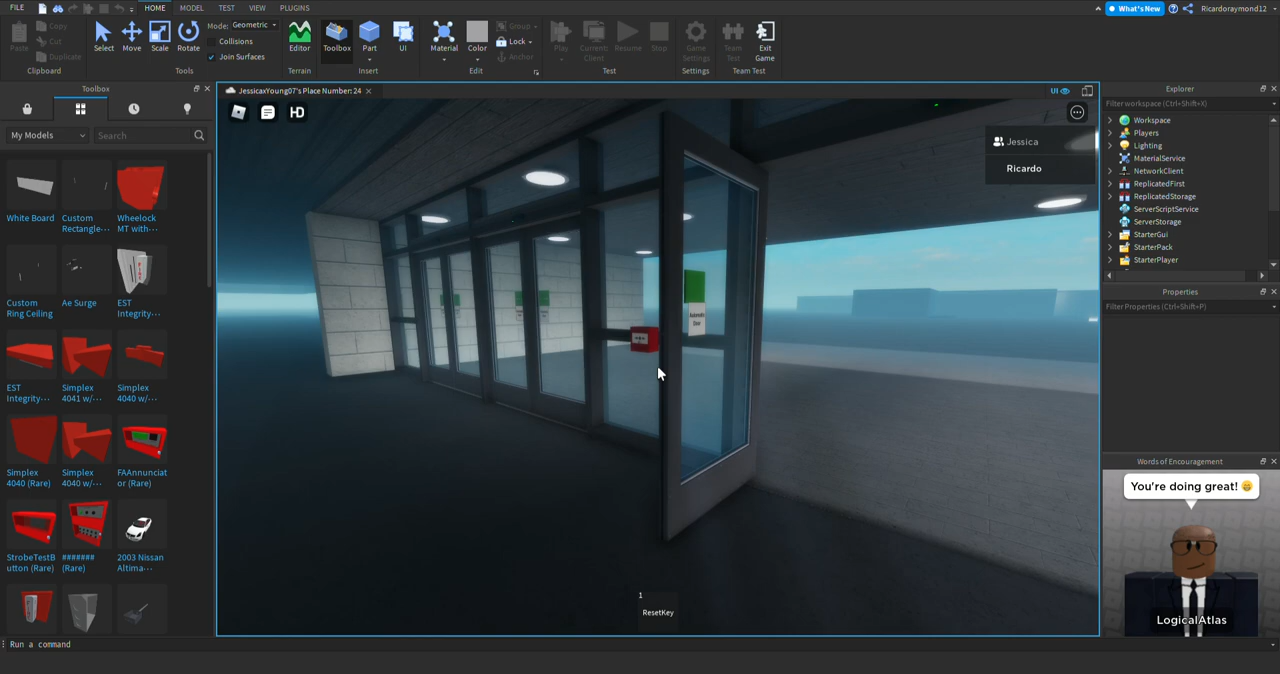 FILE
HOME
MODEL
TEST
VIEW
PLUGINS
What's New
Ricardoraymond12
Paste
Copy
Cut
Duplicate
Clipboard
Select
Move
Scale
Rotate
Mode: Geometric
Collisions
Join Surfaces
Tools
Editor
Terrain
Toolbox
Part
UI
Insert
Material
Color
Group
Lock
Anchor
Edit
Play
Current: Client
Resume
Stop
Test
Game Settings
Settings
Team Test
Exit Game
Team Test
Toolbox
My Models
Search
White Board
Custom Rectangle...
Wheelock MT with...
Custom Ring Ceiling
Ae Surge
EST Integrity...
EST Integrity...
Simplex 4041 w/...
Simplex 4040 w/...
Simplex 4040 (Rare)
Simplex 4040 w/...
FAAnnunciator (Rare)
StrobeTestButton (Rare)
####### (Rare)
2003 Nissan Altima...
JessicaxYoung07's Place Number: 24
UI
HD
Jessica
Ricardo
1
ResetKey
Explorer
Filter workspace (Ctrl+Shift+X)
Workspace
Players
Lighting
MaterialService
NetworkClient
ReplicatedFirst
ReplicatedStorage
ServerScriptService
ServerStorage
StarterGui
StarterPack
StarterPlayer
Properties
Filter Properties (Ctrl+Shift+P)
Words of Encouragement
You're doing great!
LogicalAtlas
Run a command